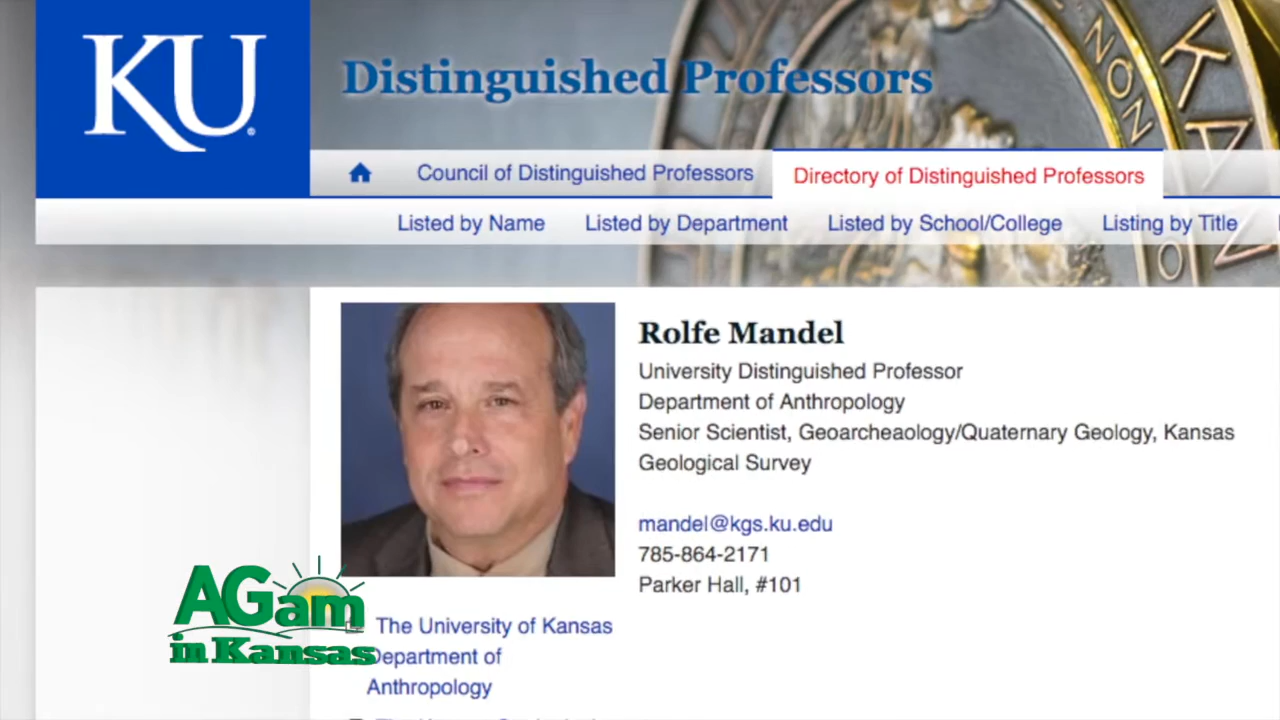 KU
Distinguished Professors
Council of Distinguished Professors
Directory of Distinguished Professors
Listed by Name
Listed by Department
Listed by School/College
Listing by Title
Rolfe Mandel
University Distinguished Professor
Department of Anthropology
Senior Scientist, Geoarcheaology/Quaternary Geology, Kansas
Geological Survey
mandel@kgs.ku.edu
785-864-2171
Parker Hall, #101
AGam
in Kansas
The University of Kansas
Department of
Anthropology